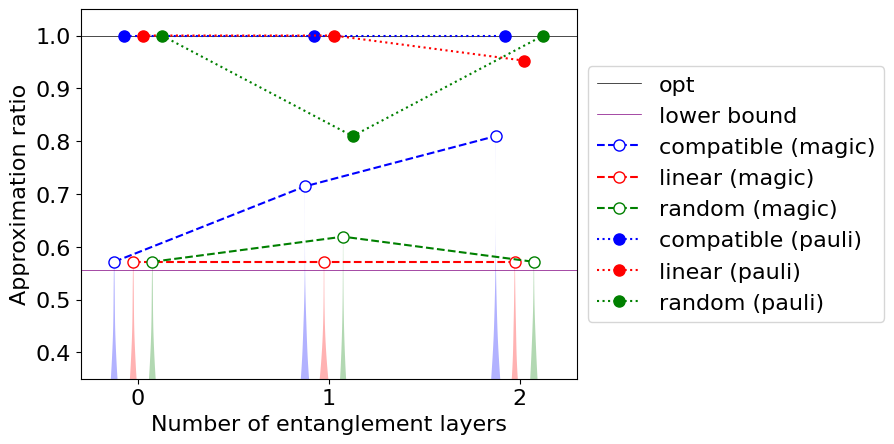 1.0
0.9
0.8
0.7
0.6
0.5
0.4
Approximation ratio
0 1 2
Number of entanglement layers
opt
lower bound
compatible (magic)
linear (magic)
random (magic)
compatible (pauli)
linear (pauli)
random (pauli)